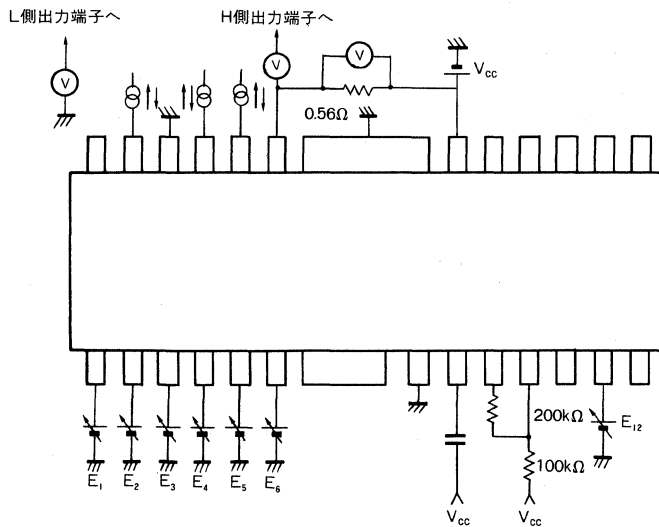 L側出力端子へ
H側出力端子へ
V
V
V
Vcc
0.56Ω
200kΩ
100kΩ
E12
E1
E2
E3
E4
E5
E6
Vcc
Vcc